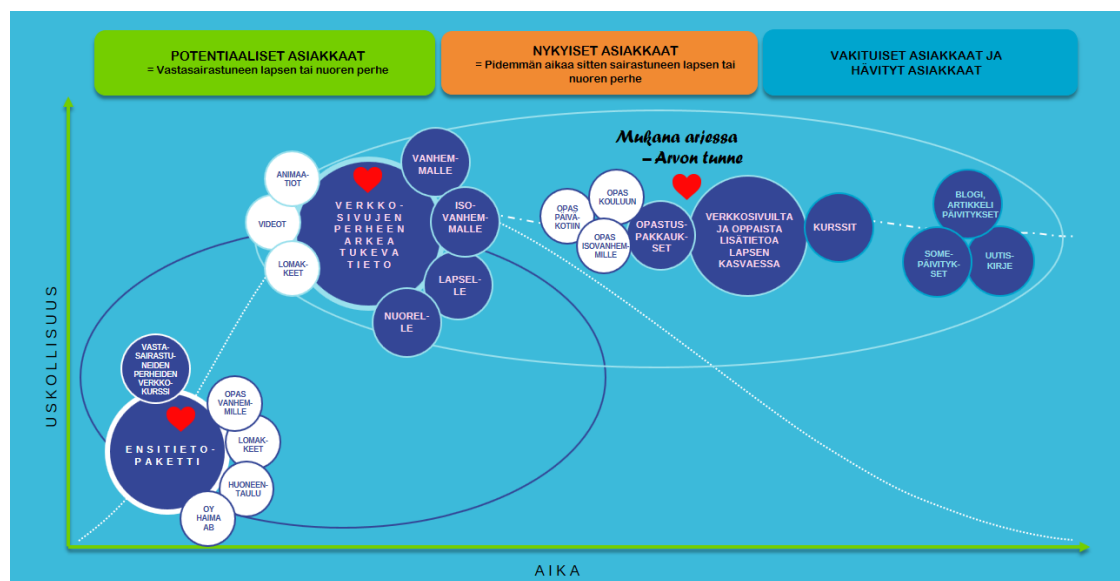 POTENTIAALISET ASIAKKAAT
= Vastasairastuneen lapsen tai nuoren perhe
NYKYISET ASIAKKAAT
= Pidemmän aikaa sitten sairastuneen lapsen tai
nuoren perhe
VAKITUISET ASIAKKAAT JA
HÄVITYT ASIAKKAAT
Mukana arjessa
– Arvon tunne
ANIMAA-
TIOT
VIDEOT
LOMAK-
KEET
VERKKO-
SIVUJEN
PERHEEN
ARKEA
TUKEVA
TIETO
VANHEM-
MALLE
ISO-
VANHEM-
MALLE
LAPSEL-
LE
NUOREL-
LE
OPAS
PÄIVÄ-
KOTIIN
OPAS
KOULUUN
OPAS
ISOVANHEM-
MILLE
OPASTUS-
PAKKAUK-
SET
VERKKOSIVUILTA
JA OPPAISTA
LISÄTIETOA
LAPSEN
KASVAESSA
KURSSIT
BLOGI,
ARTIKKELI
PÄIVITYKSET
SOME-
PÄIVITYK-
SET
UUTIS-
KIRJE
VASTA-
SAIRASTU-
NEIDEN
PERHEIDEN
VERKKO-
KURSSI
ENSITIETO-
PAKETTI
OPAS
VANHEM-
MILLE
LOMAK-
KEET
HUONEEN-
TAULU
OY
HAIMA
AB
USKOLLISUUS
AIKA